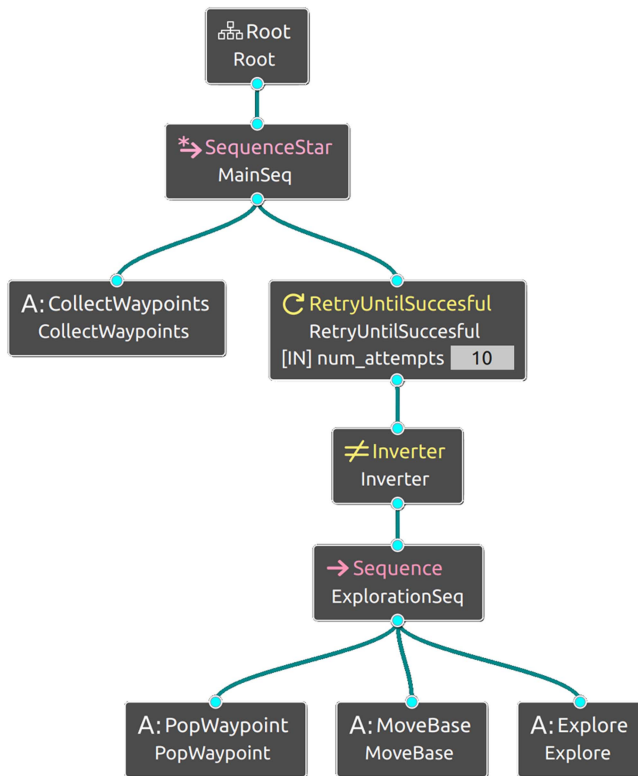 Root
Root
*SequenceStar
MainSeq
A:CollectWaypoints
CollectWaypoints
RetryUntilSuccesful
RetryUntilSuccesful
[IN] num_attempts 10
Inverter
Inverter
Sequence
ExplorationSeq
A:PopWaypoint
PopWaypoint
A:MoveBase
MoveBase
A:Explore
Explore